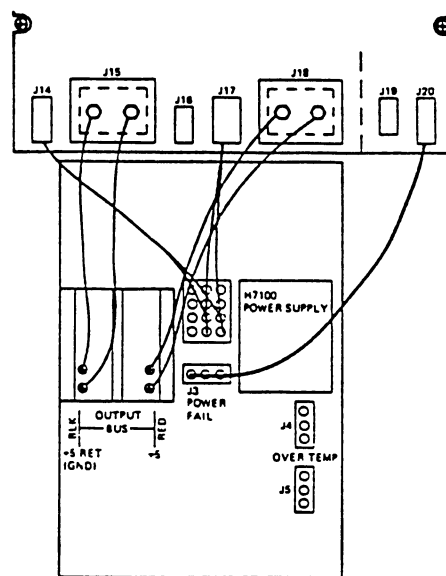 J15
J18
J14
J16
J17
J19
J20
H7100
POWER SUPPLY
J3
POWER
FAIL
J4
OVER TEMP
J5
BLK
OUTPUT
BUS
RED
+5 RET
(GND)
+5